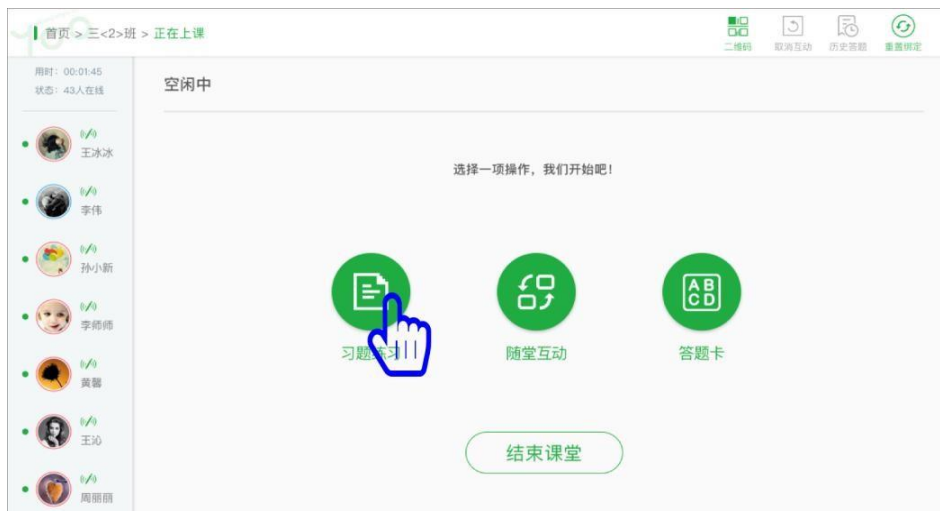 首页 > 三<2>班 > 正在上课
二维码
取消互动
历史答题
重置绑定
用时：00:01:45
状态：43人在线
空闲中
王冰冰
李伟
孙小新
李师师
黄馨
王沁
周丽丽
选择一项操作，我们开始吧！
A B
C D
习题练习
随堂互动
答题卡
结束课堂